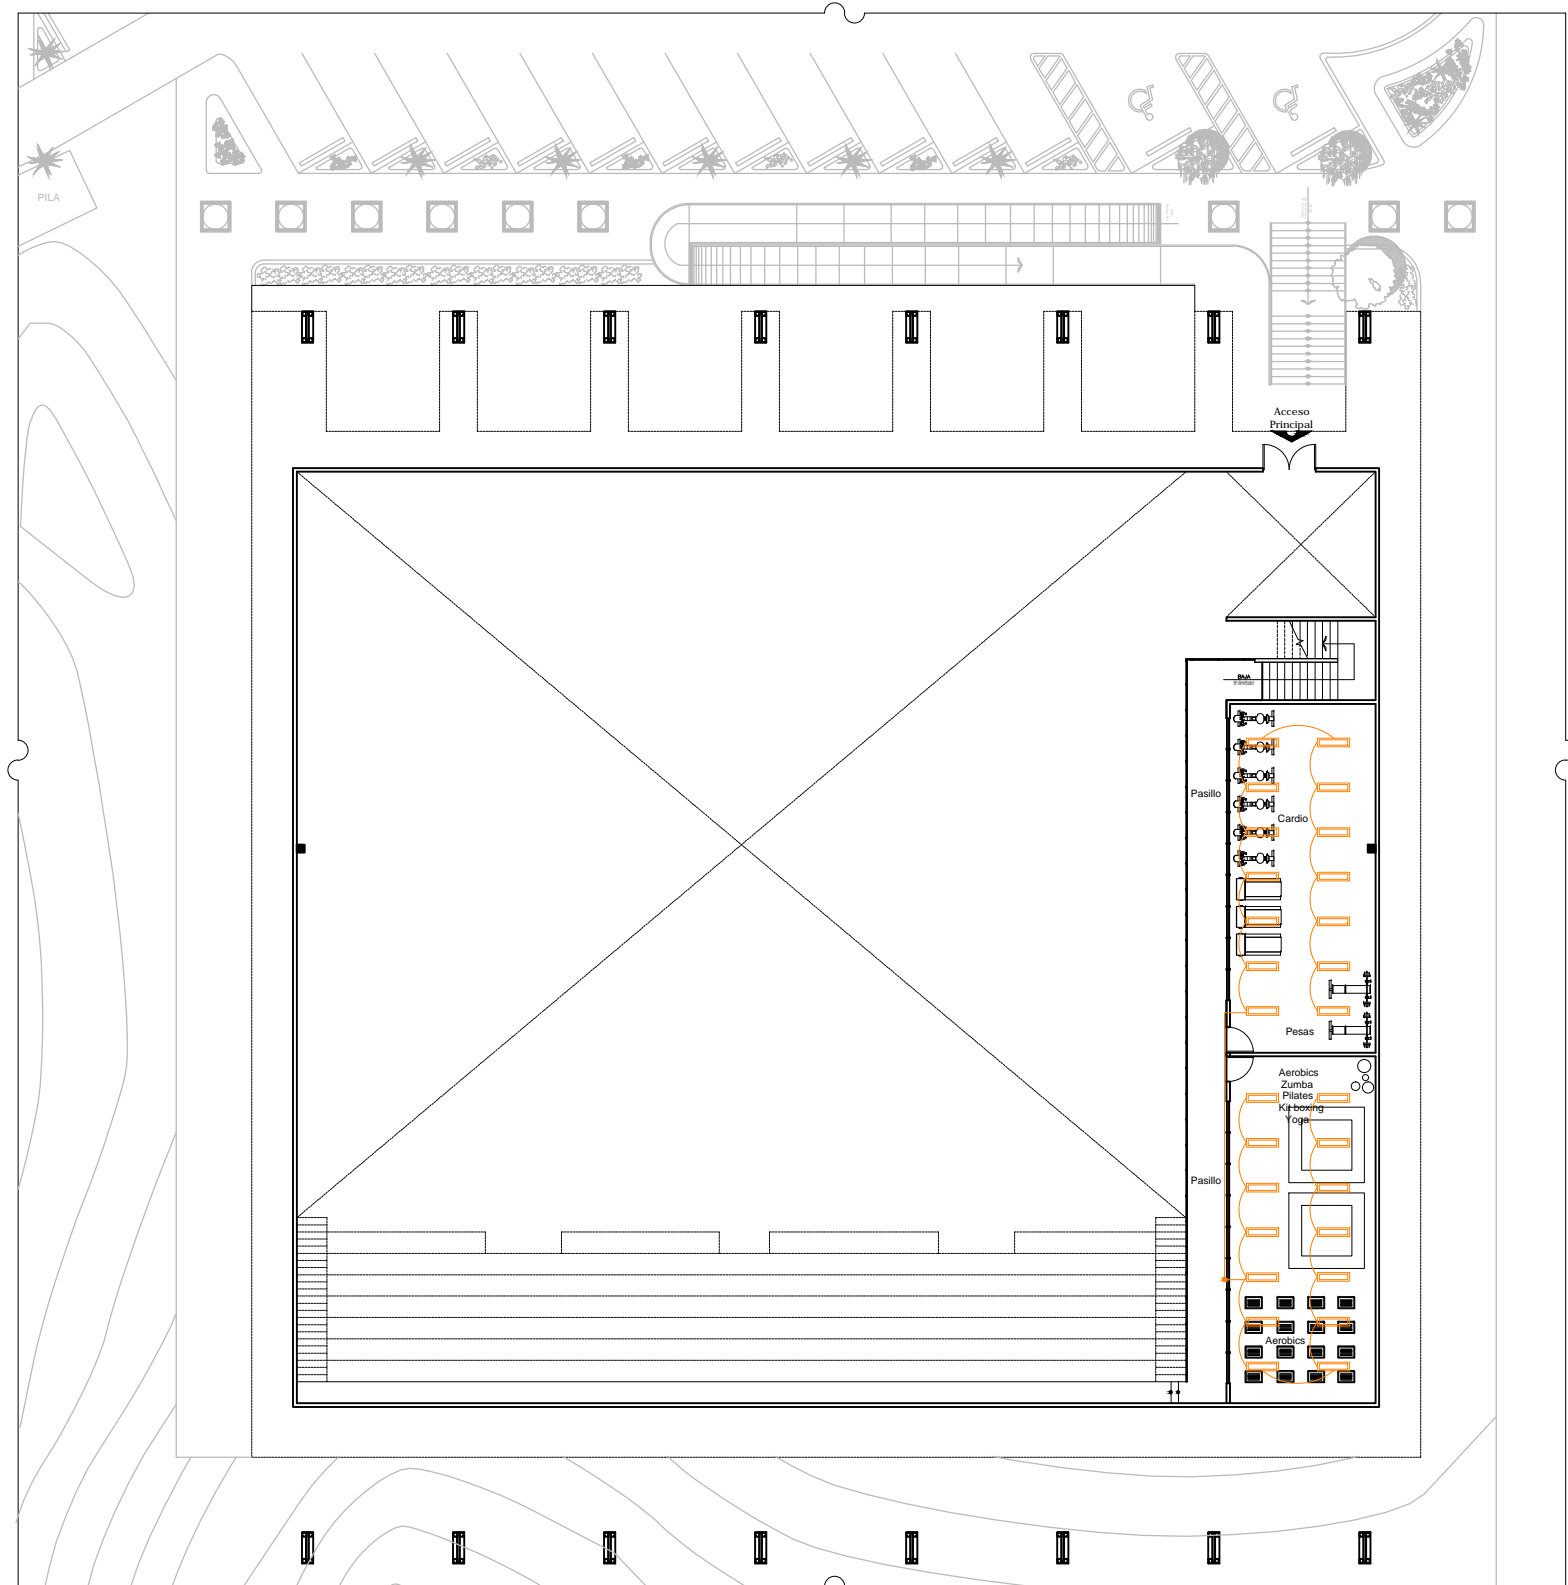 PILA
Acceso
Principal
BAJA
Pasillo
Cardio
Pesas
Aerobics
Zumba
Pilates
Kit boxing
Yoga
Pasillo
Aerobics